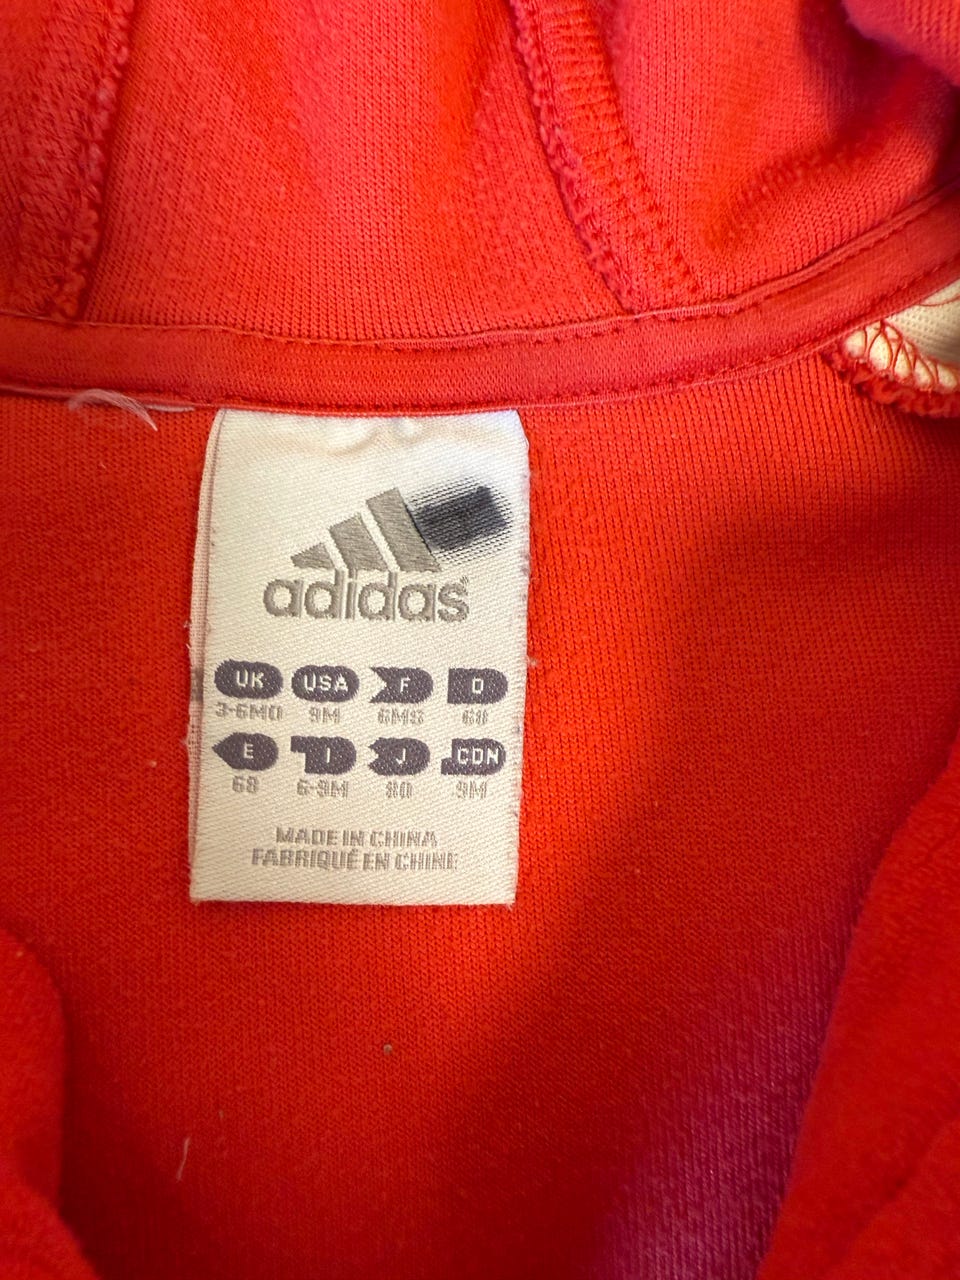 adidas
UK USA F D
3-6MO 9M 6MS 68
E I J CDN
68 6-9M 80 9M
MADE IN CHINA
FABRIQUÉ EN CHINE